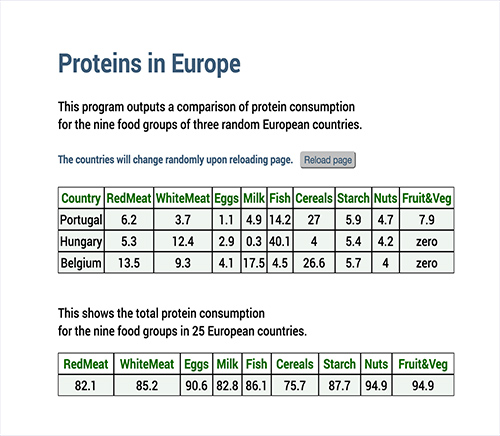 Proteins in Europe
This program outputs a comparison of protein consumption
for the nine food groups of three random European countries.
The countries will change randomly upon reloading page. Reload page
Country RedMeat WhiteMeat Eggs Milk Fish Cereals Starch Nuts Fruit&Veg
Portugal 6.2 3.7 1.1 4.9 14.2 27 5.9 4.7 7.9
Hungary 5.3 12.4 2.9 0.3 40.1 4 5.4 4.2 zero
Belgium 13.5 9.3 4.1 17.5 4.5 26.6 5.7 4 zero
This shows the total protein consumption
for the nine food groups in 25 European countries.
RedMeat WhiteMeat Eggs Milk Fish Cereals Starch Nuts Fruit&Veg
82.1 85.2 90.6 82.8 86.1 75.7 87.7 94.9 94.9